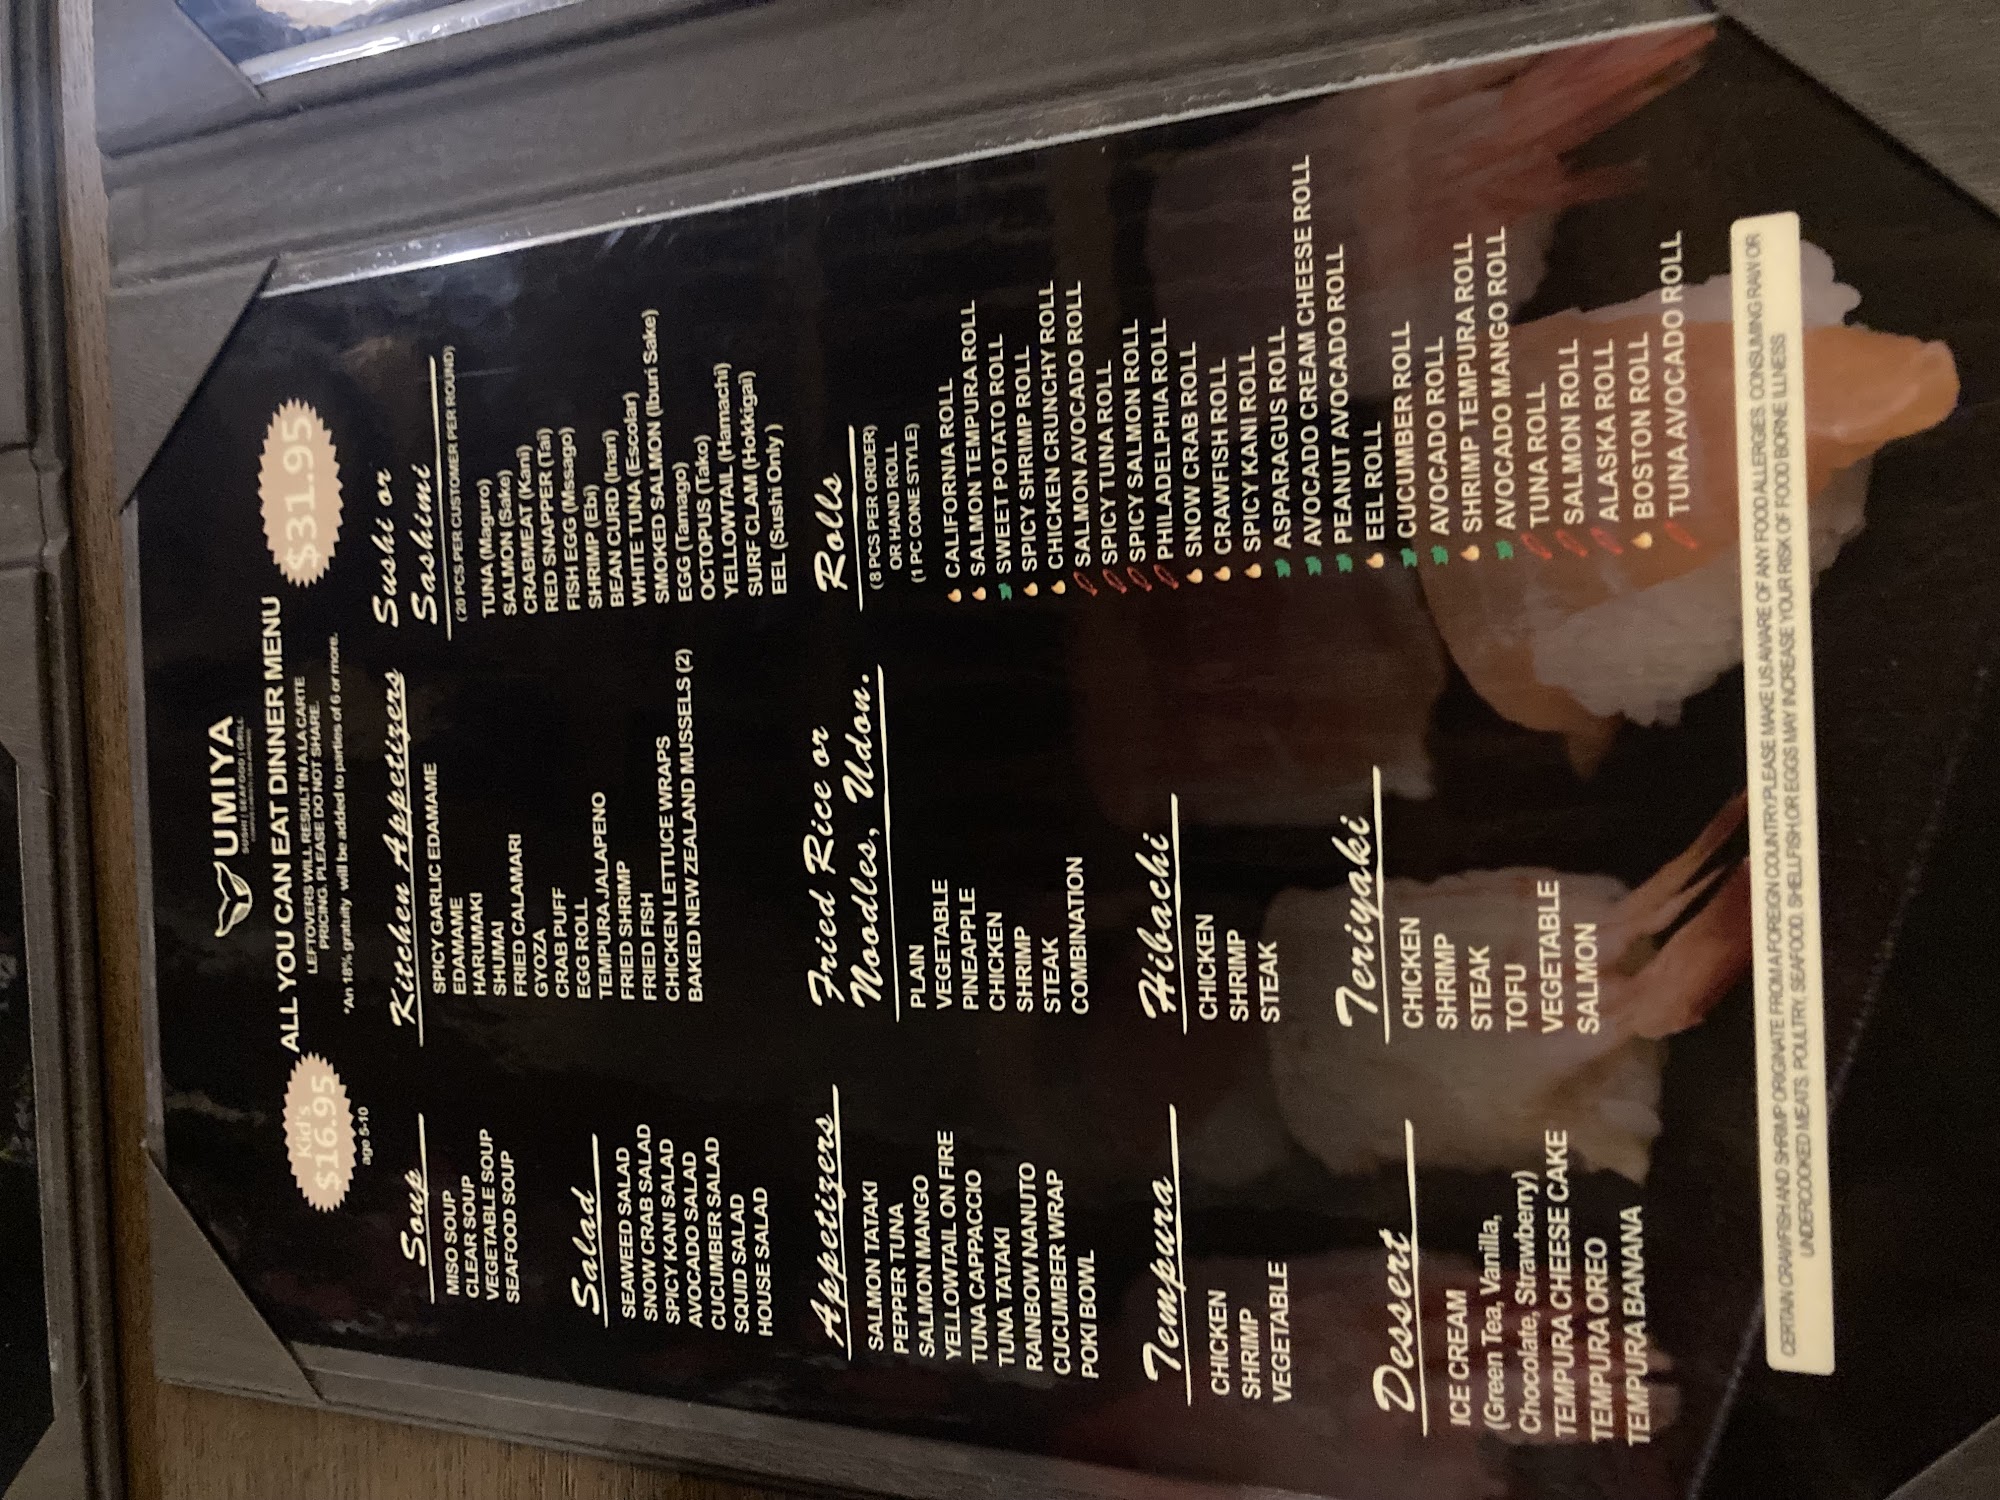 YUMIYA
SUSHI | SEAFOOD | GRILL
Kid's
$16.95
age 5-10
ALL YOU CAN EAT DINNER MENU
$31.95
LEFTOVERS WILL RESULT IN A LA CARTE
PRICING. PLEASE DO NOT SHARE.
*An 18% gratuity will be added to parties of 6 or more.
Soup
MISO SOUP
CLEAR SOUP
VEGETABLE SOUP
SEAFOOD SOUP
Salad
SEAWEED SALAD
SNOW CRAB SALAD
SPICY KANI SALAD
AVOCADO SALAD
CUCUMBER SALAD
SQUID SALAD
HOUSE SALAD
Appetizers
SALMON TATAKI
PEPPER TUNA
SALMON MANGO
YELLOWTAIL ON FIRE
TUNA CAPPACCIO
TUNA TATAKI
RAINBOW NANUTO
CUCUMBER WRAP
POKI BOWL
Tempura
CHICKEN
SHRIMP
VEGETABLE
Dessert
ICE CREAM
(Green Tea, Vanilla,
Chocolate, Strawberry)
TEMPURA CHEESE CAKE
TEMPURA OREO
TEMPURA BANANA
Kitchen Appetizers
SPICY GARLIC EDAMAME
EDAMAME
HARUMAKI
SHUMAI
FRIED CALAMARI
GYOZA
CRAB PUFF
EGG ROLL
TEMPURA JALAPENO
FRIED SHRIMP
FRIED FISH
CHICKEN LETTUCE WRAPS
BAKED NEW ZEALAND MUSSELS (2)
Fried Rice or
Noodles, Udon.
PLAIN
VEGETABLE
PINEAPPLE
CHICKEN
SHRIMP
STEAK
COMBINATION
Hibachi
CHICKEN
SHRIMP
STEAK
Teriyaki
CHICKEN
SHRIMP
STEAK
TOFU
VEGETABLE
SALMON
Sushi or
Sashimi
(20 PCS PER CUSTOMER PER ROUND)
TUNA (Maguro)
SALMON (Sake)
CRABMEAT (Kani)
RED SNAPPER (Tai)
FISH EGG (Msago)
SHRIMP (Ebi)
BEAN CURD (Inari)
WHITE TUNA (Escolar)
SMOKED SALMON (Iburi Sake)
EGG (Tamago)
OCTOPUS (Tako)
YELLOWTAIL (Hamachi)
SURF CLAM (Hokkigai)
EEL (Sushi Only )
Rolls
(8 PCS PER ORDER)
OR HAND ROLL
(1 PC CONE STYLE)
CALIFORNIA ROLL
SALMON TEMPURA ROLL
SWEET POTATO ROLL
SPICY SHRIMP ROLL
CHICKEN CRUNCHY ROLL
SALMON AVOCADO ROLL
SPICY TUNA ROLL
SPICY SALMON ROLL
PHILADELPHIA ROLL
SNOW CRAB ROLL
CRAWFISH ROLL
SPICY KANI ROLL
ASPARAGUS ROLL
AVOCADO CREAM CHEESE ROLL
PEANUT AVOCADO ROLL
EEL ROLL
CUCUMBER ROLL
AVOCADO ROLL
SHRIMP TEMPURA ROLL
AVOCADO MANGO ROLL
TUNA ROLL
SALMON ROLL
ALASKA ROLL
BOSTON ROLL
TUNA AVOCADO ROLL
CERTAIN CRAWFISH AND SHRIMP ORIGINATE FROM A FOREIGN COUNTRY.PLEASE MAKE US AWARE OF ANY FOOD ALLERGIES. CONSUMING RAW OR
UNDERCOOKED MEATS. POULTRY, SEAFOOD. SHELLFISH OR EGGS MAY INCREASE YOUR RISK OF FOOD BORNE ILLNESS